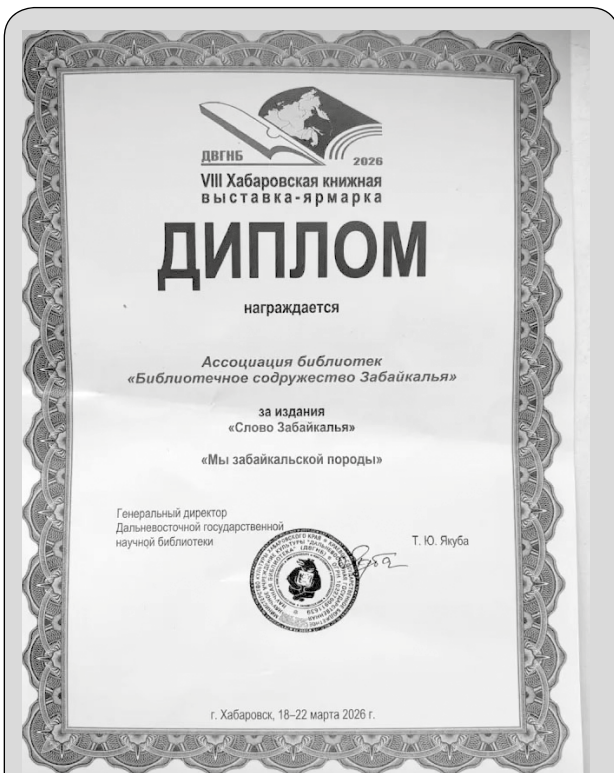 ДВГНБ
2026
VIII Хабаровская книжная
выставка-ярмарка
ДИПЛОМ
награждается
Ассоциация библиотек
«Библиотечное содружество Забайкалья»
за издания
«Слово Забайкалья»
«Мы забайкальской породы»
Генеральный директор
Дальневосточной государственной
научной библиотеки
Т. Ю. Якуба
г. Хабаровск, 18–22 марта 2026 г.